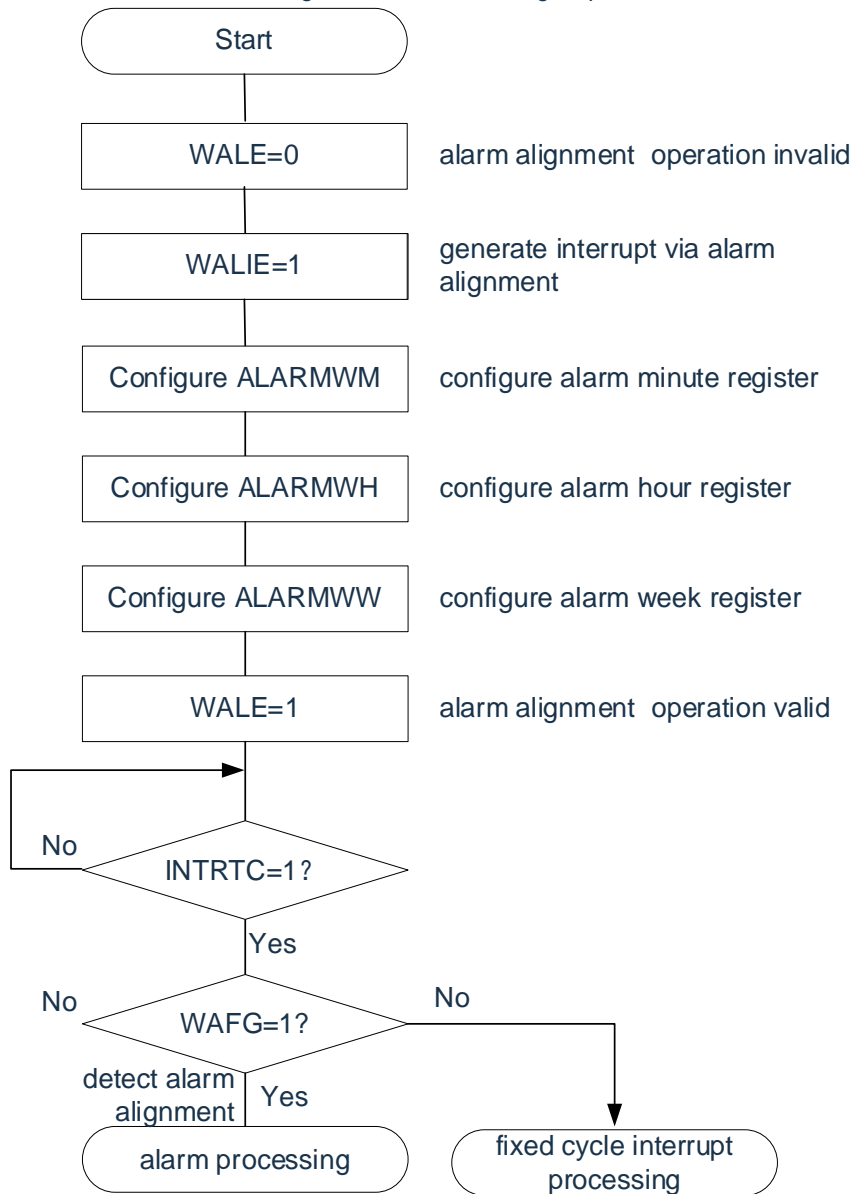 Start
WALE=0
alarm alignment operation invalid
WALIE=1
generate interrupt via alarm
alignment
Configure ALARMWM
configure alarm minute register
Configure ALARMWH
configure alarm hour register
Configure ALARMWW
configure alarm week register
WALE=1
alarm alignment operation valid
No
INTRTC=1?
Yes
No
WAFG=1?
No
detect alarm
alignment
Yes
alarm processing
fixed cycle interrupt
processing